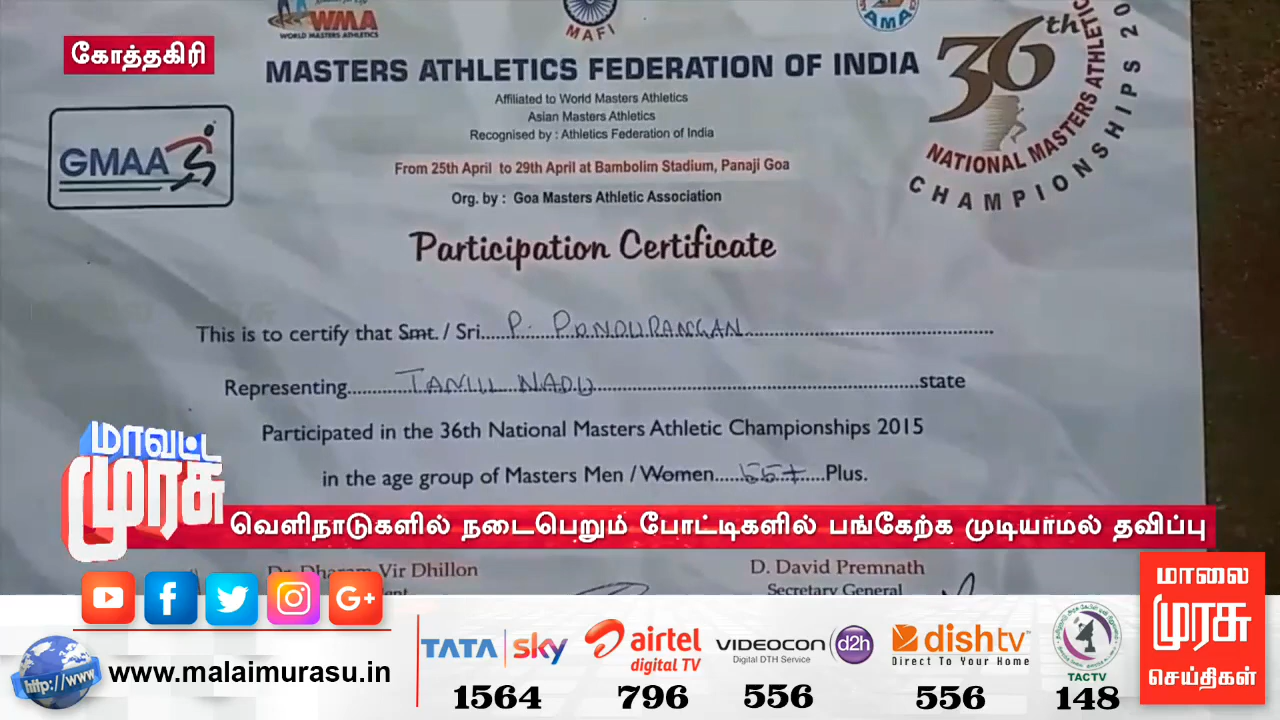 WMA
WORLD MASTERS ATHLETICS
MAFI
AMA
கோத்தகிரி
MASTERS ATHLETICS FEDERATION OF INDIA
36th
NATIONAL MASTERS ATHLETIC
CHAMPIONSHIPS 20
Affiliated to World Masters Athletics
Asian Masters Athletics
Recognised by : Athletics Federation of India
GMAA
From 25th April to 29th April at Bambolim Stadium, Panaji Goa
Org. by : Goa Masters Athletic Association
Participation Certificate
This is to certify that Smt. / Sri......P. PANDURANGAN...........
Representing............TAMIL NADU...........state
Participated in the 36th National Masters Athletic Championships 2015
in the age group of Masters Men / Women......55+......Plus.
மாவட்ட
முரசு
வெளிநாடுகளில் நடைபெறும் போட்டிகளில் பங்கேற்க முடியாமல் தவிப்பு
Vir Dhillon
D. David Premnath
Secretary General
மாலை
முரசு
செய்திகள்
G+
http://www
www.malaimurasu.in
TATA sky
1564
airtel
digital TV
796
VIDEOCON d2h
Digital DTH Service
556
dishtv
Direct To Your Home
556
TACTV
148